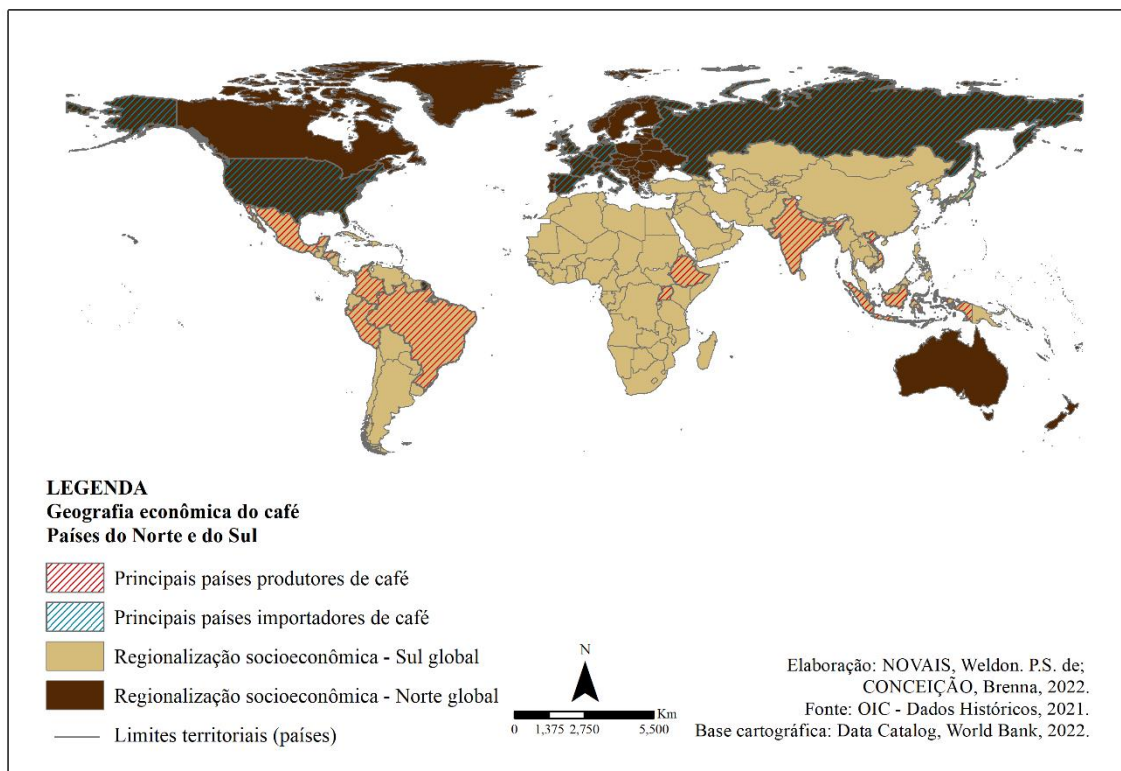 LEGENDA
Geografia econômica do café
Países do Norte e do Sul
Principais países produtores de café
Principais países importadores de café
Regionalização socioeconômica - Sul global
Regionalização socioeconômica - Norte global
Limites territoriais (países)
N
Km
0 1,375 2,750 5,500
Elaboração: NOVAIS, Weldon. P.S. de;
CONCEIÇÃO, Brenna, 2022.
Fonte: OIC - Dados Históricos, 2021.
Base cartográfica: Data Catalog, World Bank, 2022.